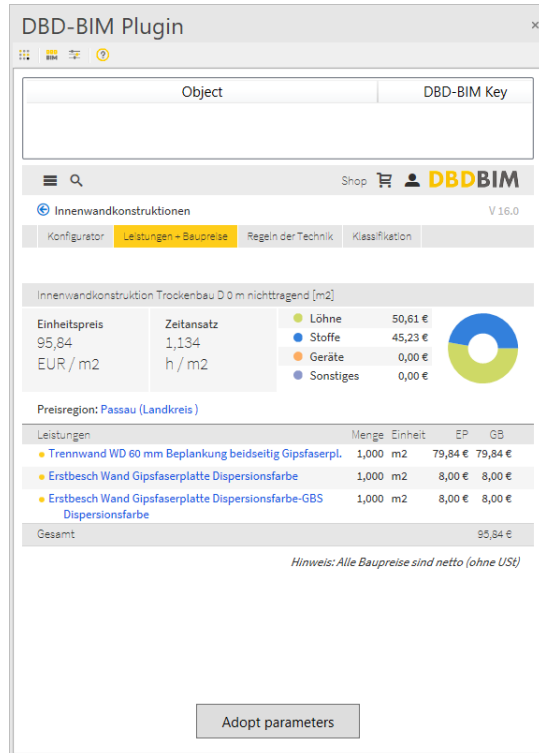 DBD-BIM Plugin
×
BIM
?
Object DBD-BIM Key
Shop DBDBIM
Innenwandkonstruktionen V 16.0
Konfigurator Leistungen + Baupreise Regeln der Technik Klassifikation
Innenwandkonstruktion Trockenbau D 0 m nichttragend [m2]
Einheitspreis
95,84
EUR / m2
Zeitansatz
1,134
h / m2
Löhne 50,61 €
Stoffe 45,23 €
Geräte 0,00 €
Sonstiges 0,00 €
Preisregion: Passau (Landkreis )
Leistungen Menge Einheit EP GB
Trennwand WD 60 mm Beplankung beidseitig Gipsfaserpl. 1,000 m2 79,84 € 79,84 €
Erstbesch Wand Gipsfaserplatte Dispersionsfarbe 1,000 m2 8,00 € 8,00 €
Erstbesch Wand Gipsfaserplatte Dispersionsfarbe-GBS 1,000 m2 8,00 € 8,00 €
Dispersionsfarbe
Gesamt 95,84 €
Hinweis: Alle Baupreise sind netto (ohne USt)
Adopt parameters